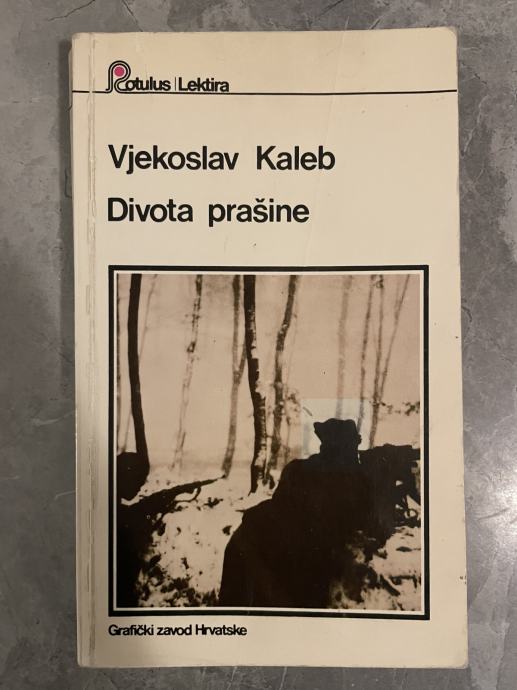 Rotulus | Lektira
Vjekoslav Kaleb
Divota prašine
Grafički zavod Hrvatske